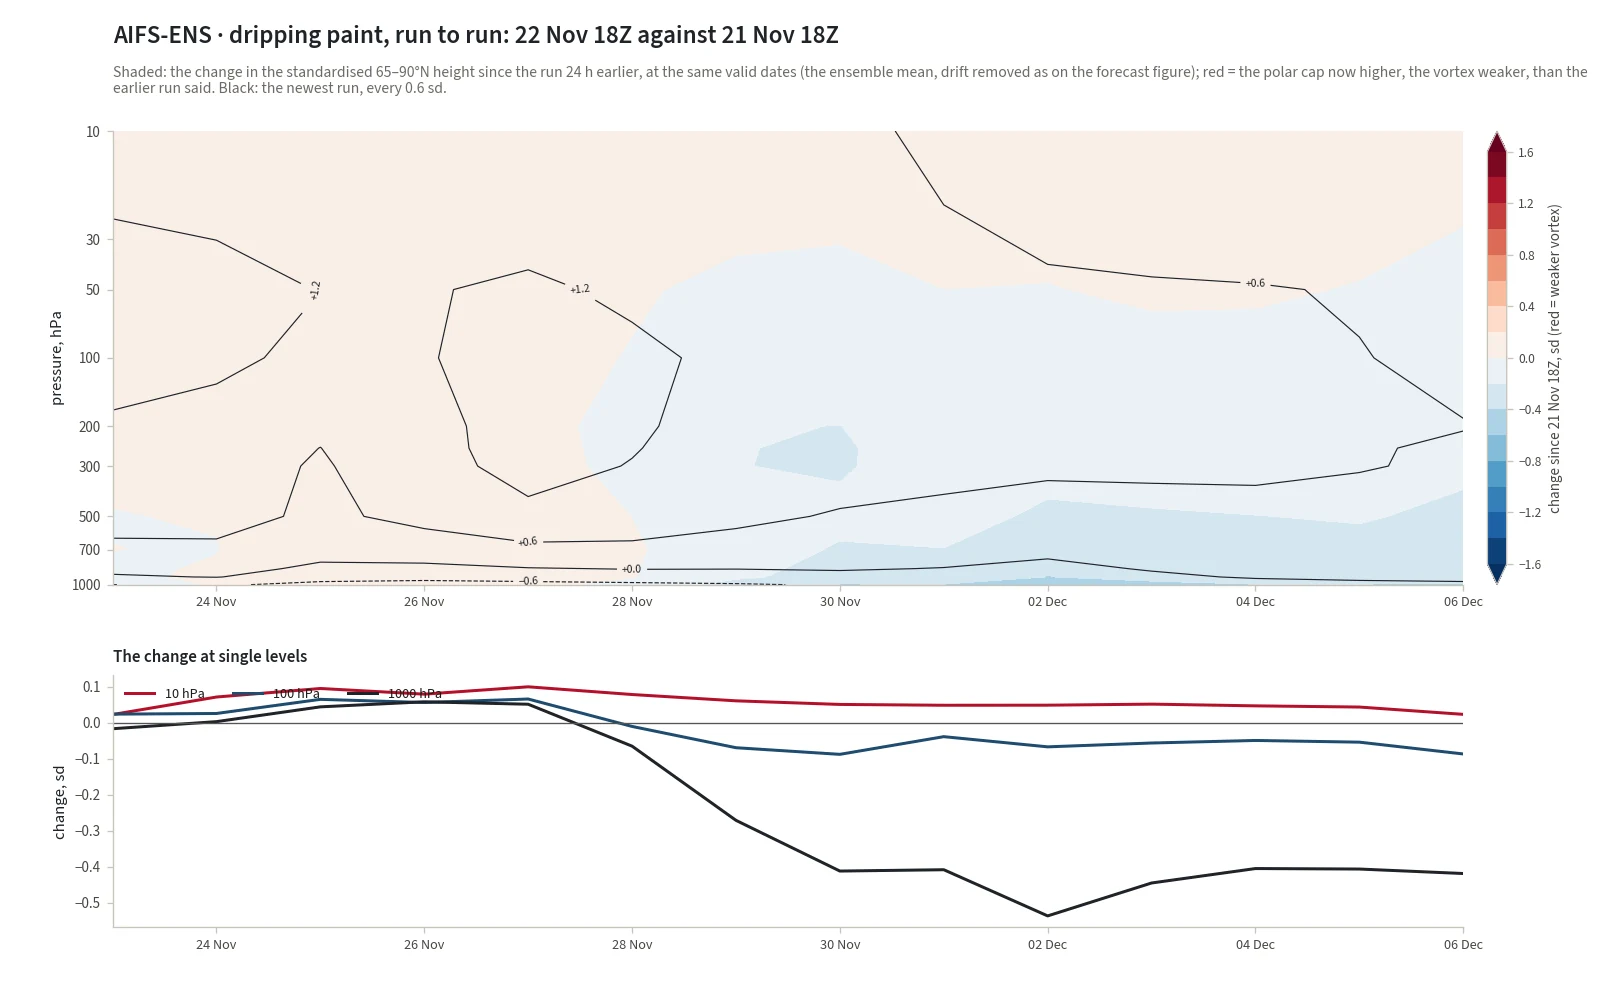 AIFS-ENS · dripping paint, run to run: 22 Nov 18Z against 21 Nov 18Z
Shaded: the change in the standardised 65–90°N height since the run 24 h earlier, at the same valid dates (the ensemble mean, drift removed as on the forecast figure); red = the polar cap now higher, the vortex weaker, than the
earlier run said. Black: the newest run, every 0.6 sd.
10
30
50
100
200
300
500
700
1000
pressure, hPa
+1.2
+1.2
+0.6
+0.6
+0.0
−0.6
24 Nov
26 Nov
28 Nov
30 Nov
02 Dec
04 Dec
06 Dec
1.6
1.2
0.8
0.4
0.0
−0.4
−0.8
−1.2
−1.6
change since 21 Nov 18Z, sd (red = weaker vortex)
The change at single levels
10 hPa
100 hPa
1000 hPa
0.1
0.0
−0.1
−0.2
−0.3
−0.4
−0.5
change, sd
24 Nov
26 Nov
28 Nov
30 Nov
02 Dec
04 Dec
06 Dec